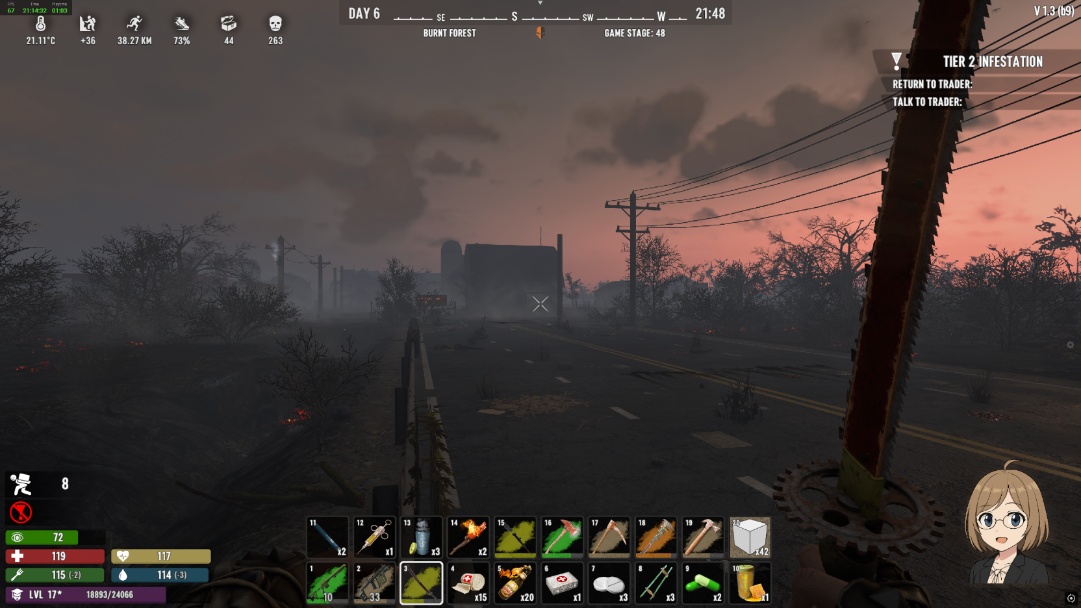 DAY 6
SE
S
SW
W
21:48
V 1.3 (b9)
BURNT FOREST
GAME STAGE: 48
21.11°C
+36
38.27 KM
73%
44
263
TIER 2 INFESTATION
RETURN TO TRADER:
TALK TO TRADER:
8
72
119
117
115 (-2)
114 (-3)
LVL 17*
18893/24066
11
x2
12
x1
13
x3
14
x2
15
16
17
18
19
x42
1
10
2
33
3
4
x15
5
x20
6
x1
7
x3
8
x3
9
x2
10
x1